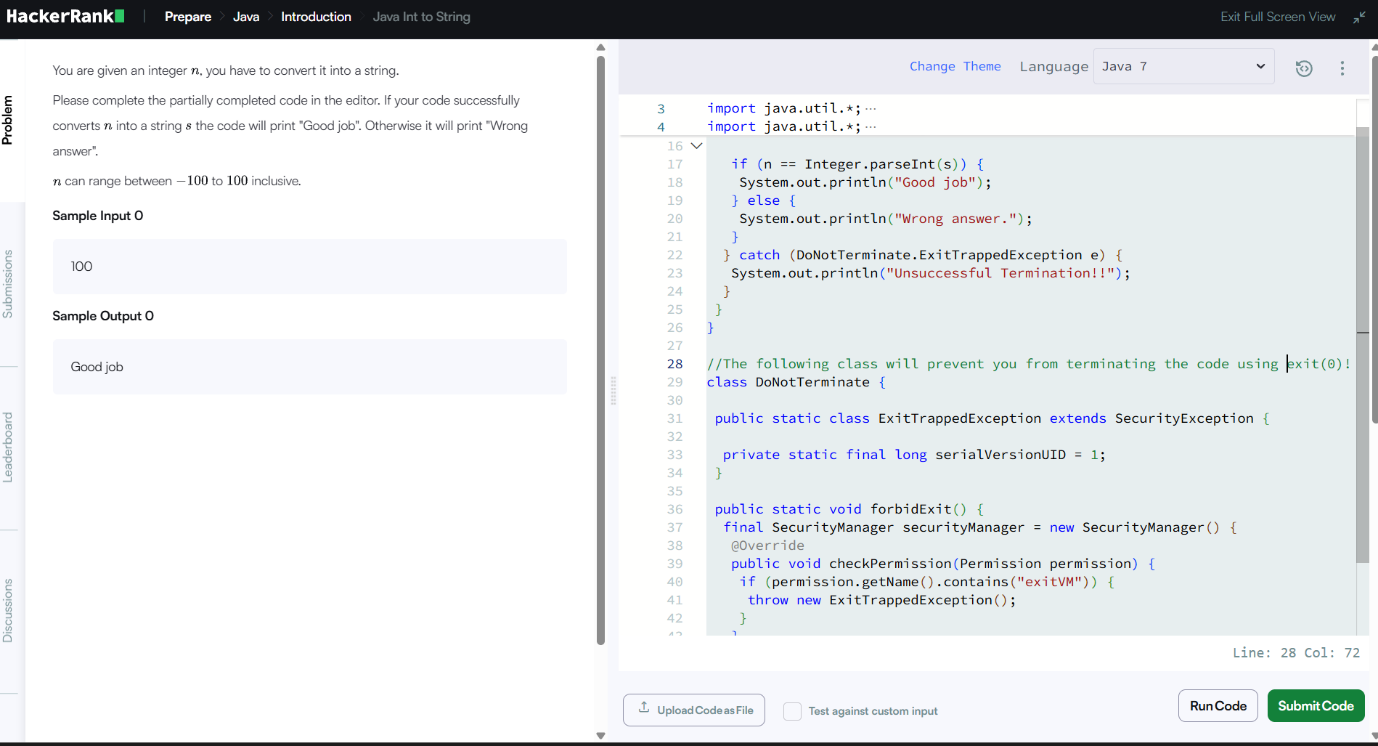 HackerRank
Prepare
Java
Introduction
Java Int to String
Exit Full Screen View
Problem
Submissions
Leaderboard
Discussions
You are given an integer n, you have to convert it into a string.
Please complete the partially completed code in the editor. If your code successfully
converts n into a string s the code will print "Good job". Otherwise it will print "Wrong
answer".
n can range between −100 to 100 inclusive.
Sample Input 0
100
Sample Output 0
Good job
Change Theme Language Java 7
3 import java.util.*;···
4 import java.util.*;···
16
17 if (n == Integer.parseInt(s)) {
18 System.out.println("Good job");
19 } else {
20 System.out.println("Wrong answer.");
21 }
22 } catch (DoNotTerminate.ExitTrappedException e) {
23 System.out.println("Unsuccessful Termination!!");
24 }
25 }
26 }
27
28 //The following class will prevent you from terminating the code using exit(0)!
29 class DoNotTerminate {
30
31 public static class ExitTrappedException extends SecurityException {
32
33 private static final long serialVersionUID = 1;
34 }
35
36 public static void forbidExit() {
37 final SecurityManager securityManager = new SecurityManager() {
38 @Override
39 public void checkPermission(Permission permission) {
40 if (permission.getName().contains("exitVM")) {
41 throw new ExitTrappedException();
42 }
43 }
Line: 28 Col: 72
Upload Code as File
Test against custom input
Run Code
Submit Code